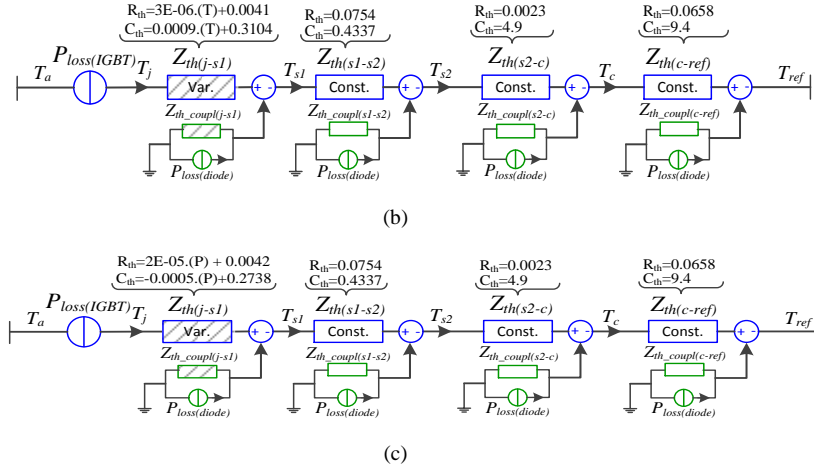 R_th=3E-06.(T)+0.0041
C_th=0.0009.(T)+0.3104
R_th=0.0754
C_th=0.4337
R_th=0.0023
C_th=4.9
R_th=0.0658
C_th=9.4
P_loss(IGBT)
T_a
T_j
Z_th(j-s1)
Var.
+ -
T_s1
Z_th(s1-s2)
Const.
+ -
T_s2
Z_th(s2-c)
Const.
+ -
T_c
Z_th(c-ref)
Const.
+ -
T_ref
Z_th_coupl(j-s1)
Z_th_coupl(s1-s2)
Z_th_coupl(s2-c)
Z_th_coupl(c-ref)
P_loss(diode)
P_loss(diode)
P_loss(diode)
P_loss(diode)
(b)
R_th=2E-05.(P) + 0.0042
C_th=-0.0005.(P)+0.2738
R_th=0.0754
C_th=0.4337
R_th=0.0023
C_th=4.9
R_th=0.0658
C_th=9.4
P_loss(IGBT)
T_a
T_j
Z_th(j-s1)
Var.
+ -
T_s1
Z_th(s1-s2)
Const.
+ -
T_s2
Z_th(s2-c)
Const.
+ -
T_c
Z_th(c-ref)
Const.
+ -
T_ref
Z_th_coupl(j-s1)
Z_th_coupl(s1-s2)
Z_th_coupl(s2-c)
Z_th_coupl(c-ref)
P_loss(diode)
P_loss(diode)
P_loss(diode)
P_loss(diode)
(c)